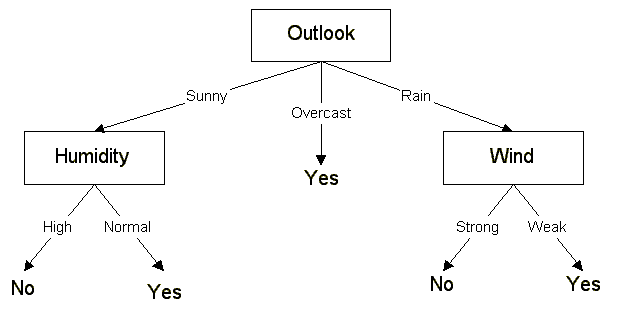 Outlook
Sunny
Overcast
Rain
Humidity
Yes
Wind
High
Normal
Strong
Weak
No
Yes
No
Yes